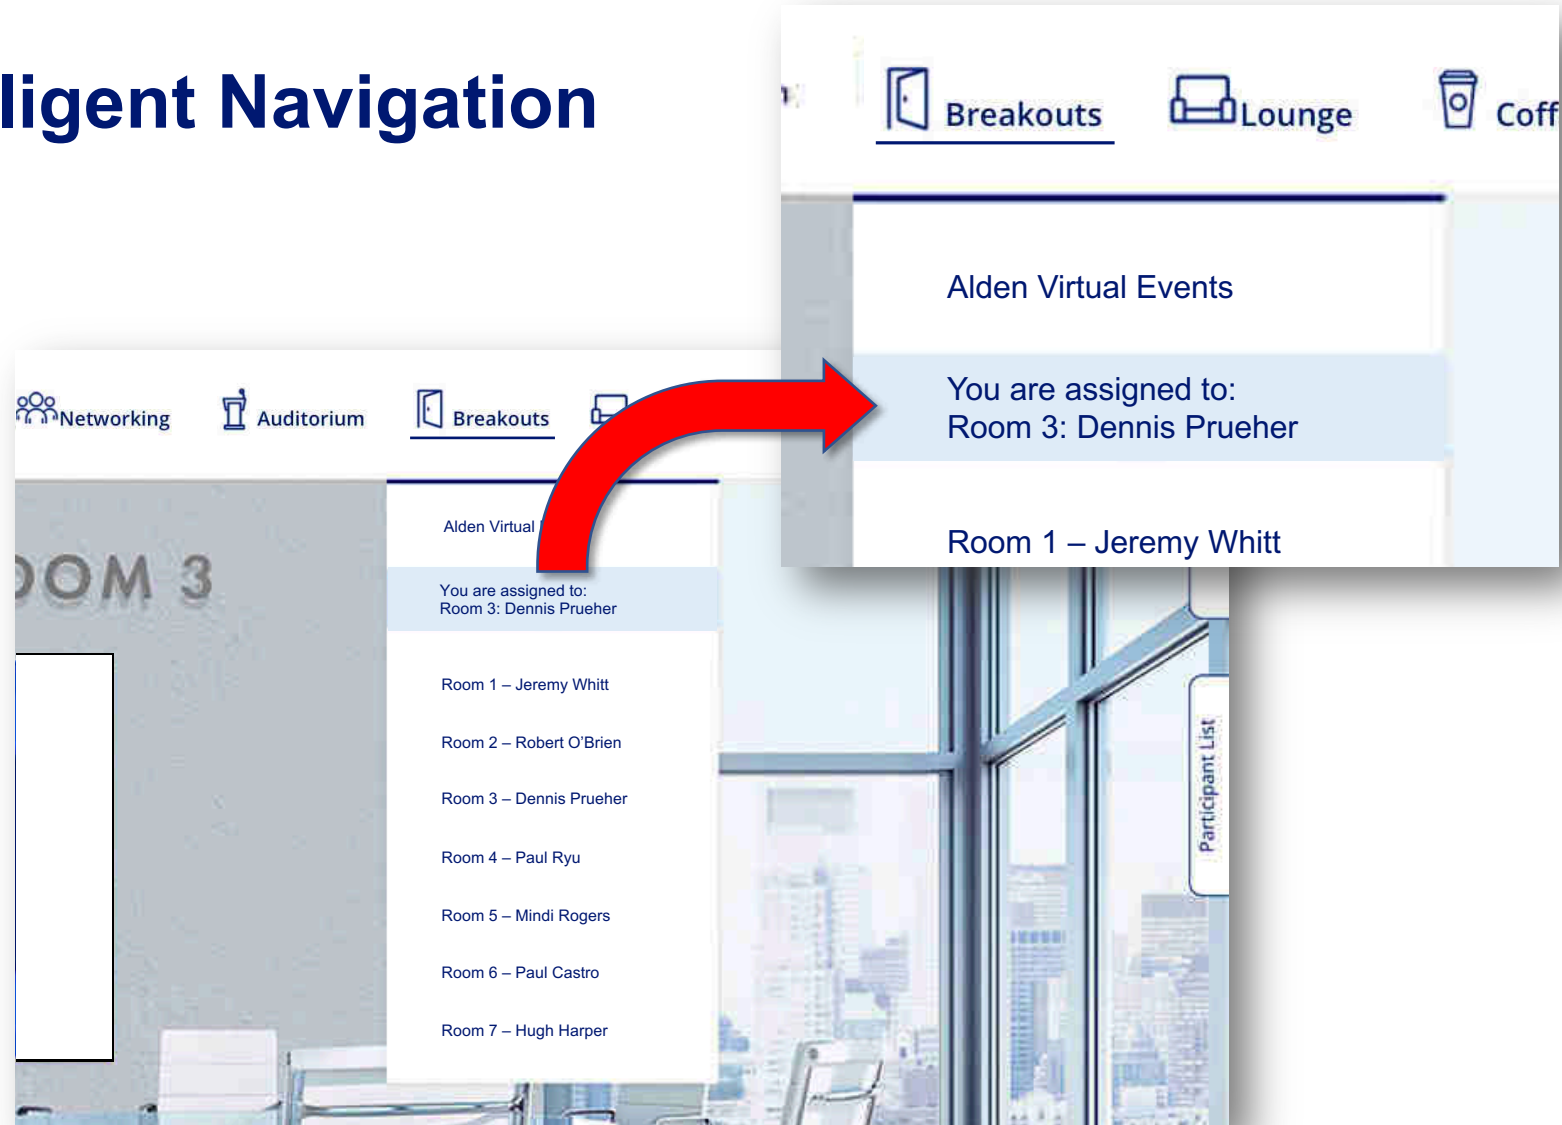 ligent Navigation
Breakouts
Lounge
Coff
Alden Virtual Events
You are assigned to:
Room 3: Dennis Prueher
Room 1 – Jeremy Whitt
Networking
Auditorium
Breakouts
Alden Virtual
OOM 3
You are assigned to:
Room 3: Dennis Prueher
Room 1 – Jeremy Whitt
Room 2 – Robert O’Brien
Room 3 – Dennis Prueher
Room 4 – Paul Ryu
Room 5 – Mindi Rogers
Room 6 – Paul Castro
Room 7 – Hugh Harper
Participant List